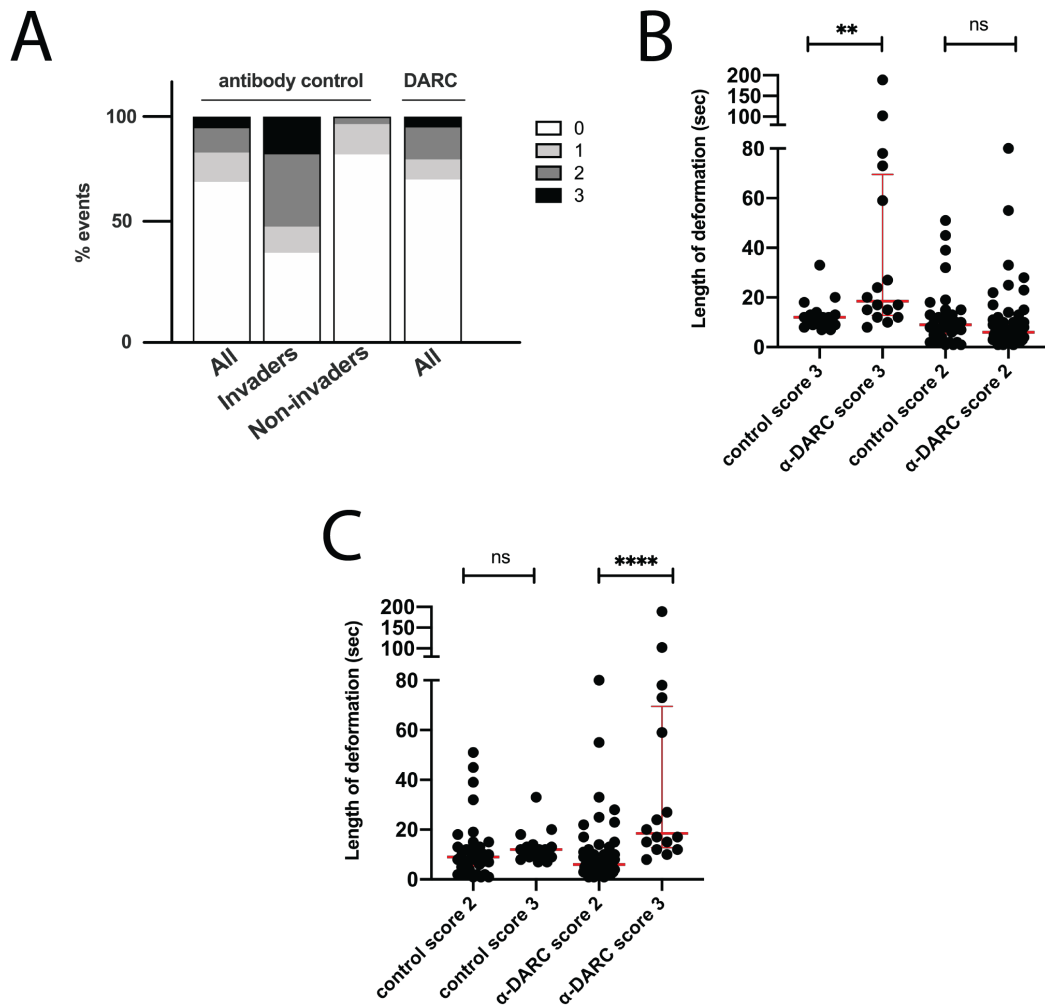 A
antibody control
DARC
100
50
0
% events
All
Invaders
Non-invaders
All
0
1
2
3
B
**
ns
200
150
100
80
60
40
20
0
Length of deformation (sec)
control score 3
α-DARC score 3
control score 2
α-DARC score 2
C
ns
****
200
150
100
80
60
40
20
0
Length of deformation (sec)
control score 2
control score 3
α-DARC score 2
α-DARC score 3